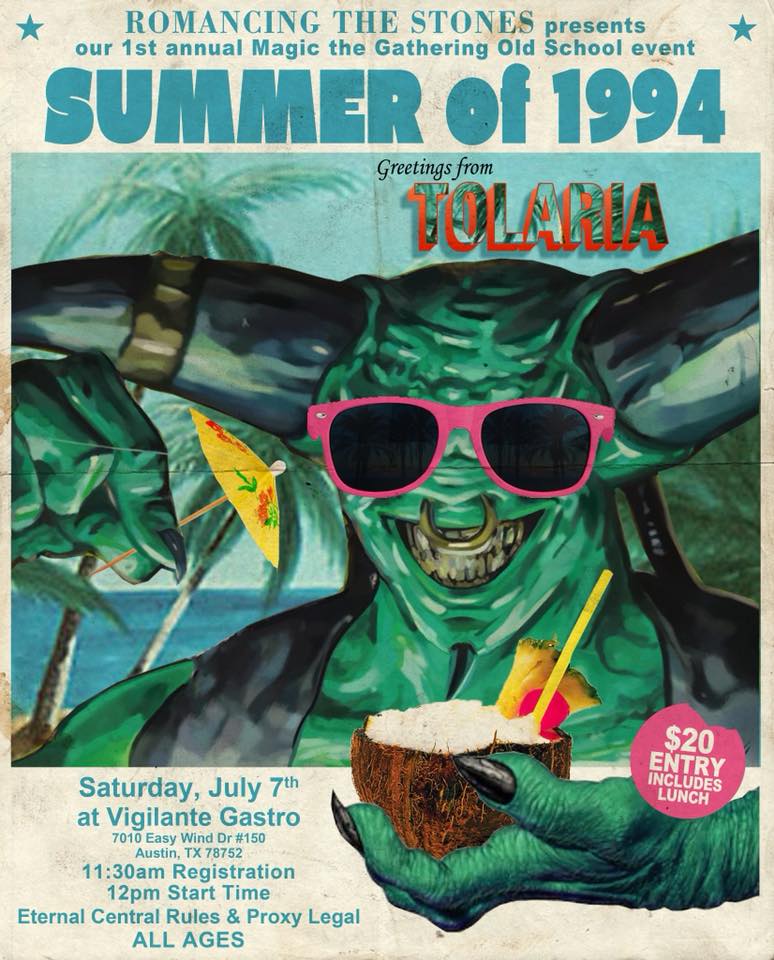 ROMANCING THE STONES presents
our 1st annual Magic the Gathering Old School event
SUMMER of 1994
Greetings from
TOLARIA
$20
ENTRY
INCLUDES
LUNCH
Saturday, July 7th
at Vigilante Gastro
7010 Easy Wind Dr #150
Austin, TX 78752
11:30am Registration
12pm Start Time
Eternal Central Rules & Proxy Legal
ALL AGES